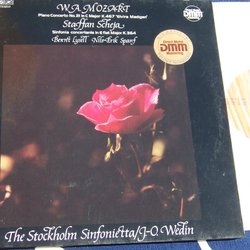 W.A. MOZART
Piano Concerto No. 21 in C Major K 467 'Elvira Madigan'
Staffan Scheja
Sinfonia concertante in E flat Major K 364
Bernt Lysell Nils-Erik Sparf
DMM
DMM
The Stockholm Sinfonietta/J-O. Wedin